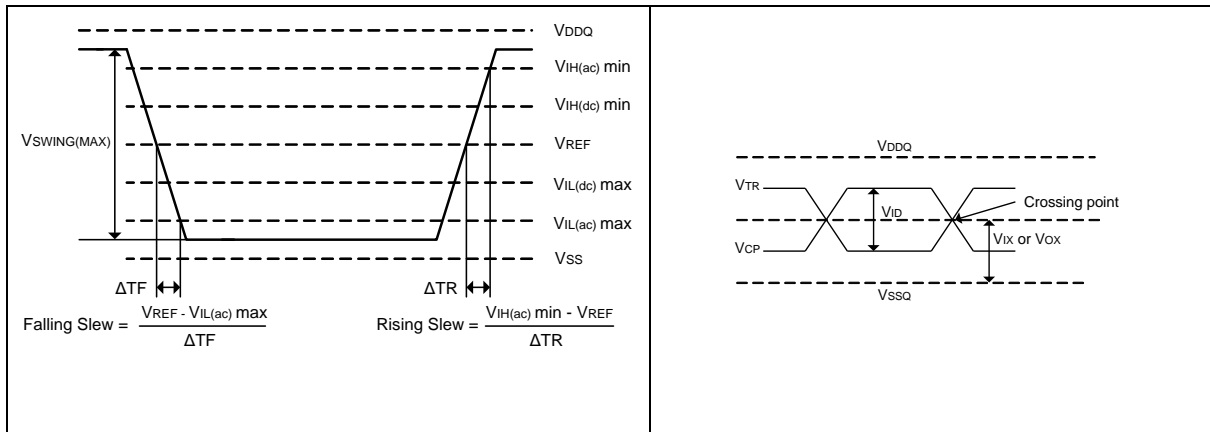 VDDQ
VIH(ac) min
VIH(dc) min
VSWING(MAX)
VREF
VIL(dc) max
VIL(ac) max
VSS
ΔTF
ΔTR
Falling Slew = VREF - VIL(ac) max
ΔTF
Rising Slew = VIH(ac) min - VREF
ΔTR
VDDQ
VTR
VID
Crossing point
VCP
VIX or VOX
VSSQ